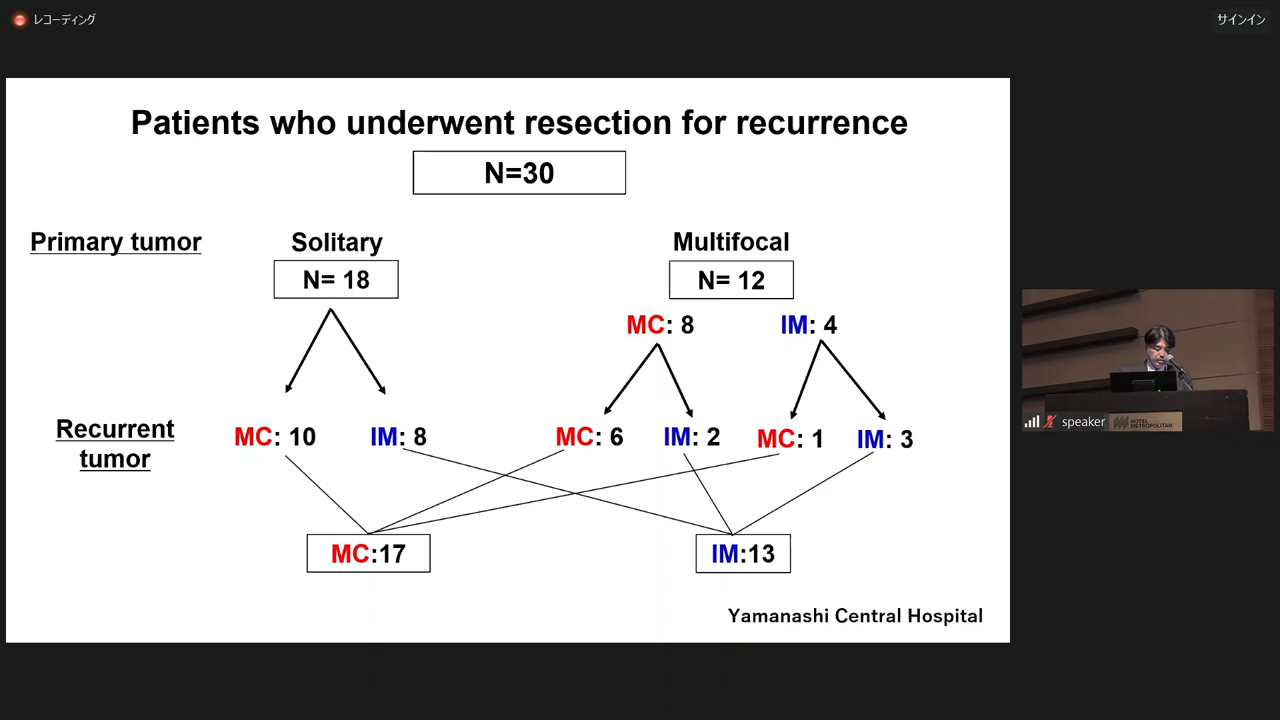 レコーディング
サインイン
Patients who underwent resection for recurrence
N=30
Primary tumor
Solitary
Multifocal
N= 18
N= 12
MC: 8
IM: 4
Recurrent
tumor
MC: 10
IM: 8
MC: 6
IM: 2
MC: 1
IM: 3
MC:17
IM:13
Yamanashi Central Hospital
speaker
HOTEL
METROPOLITAN